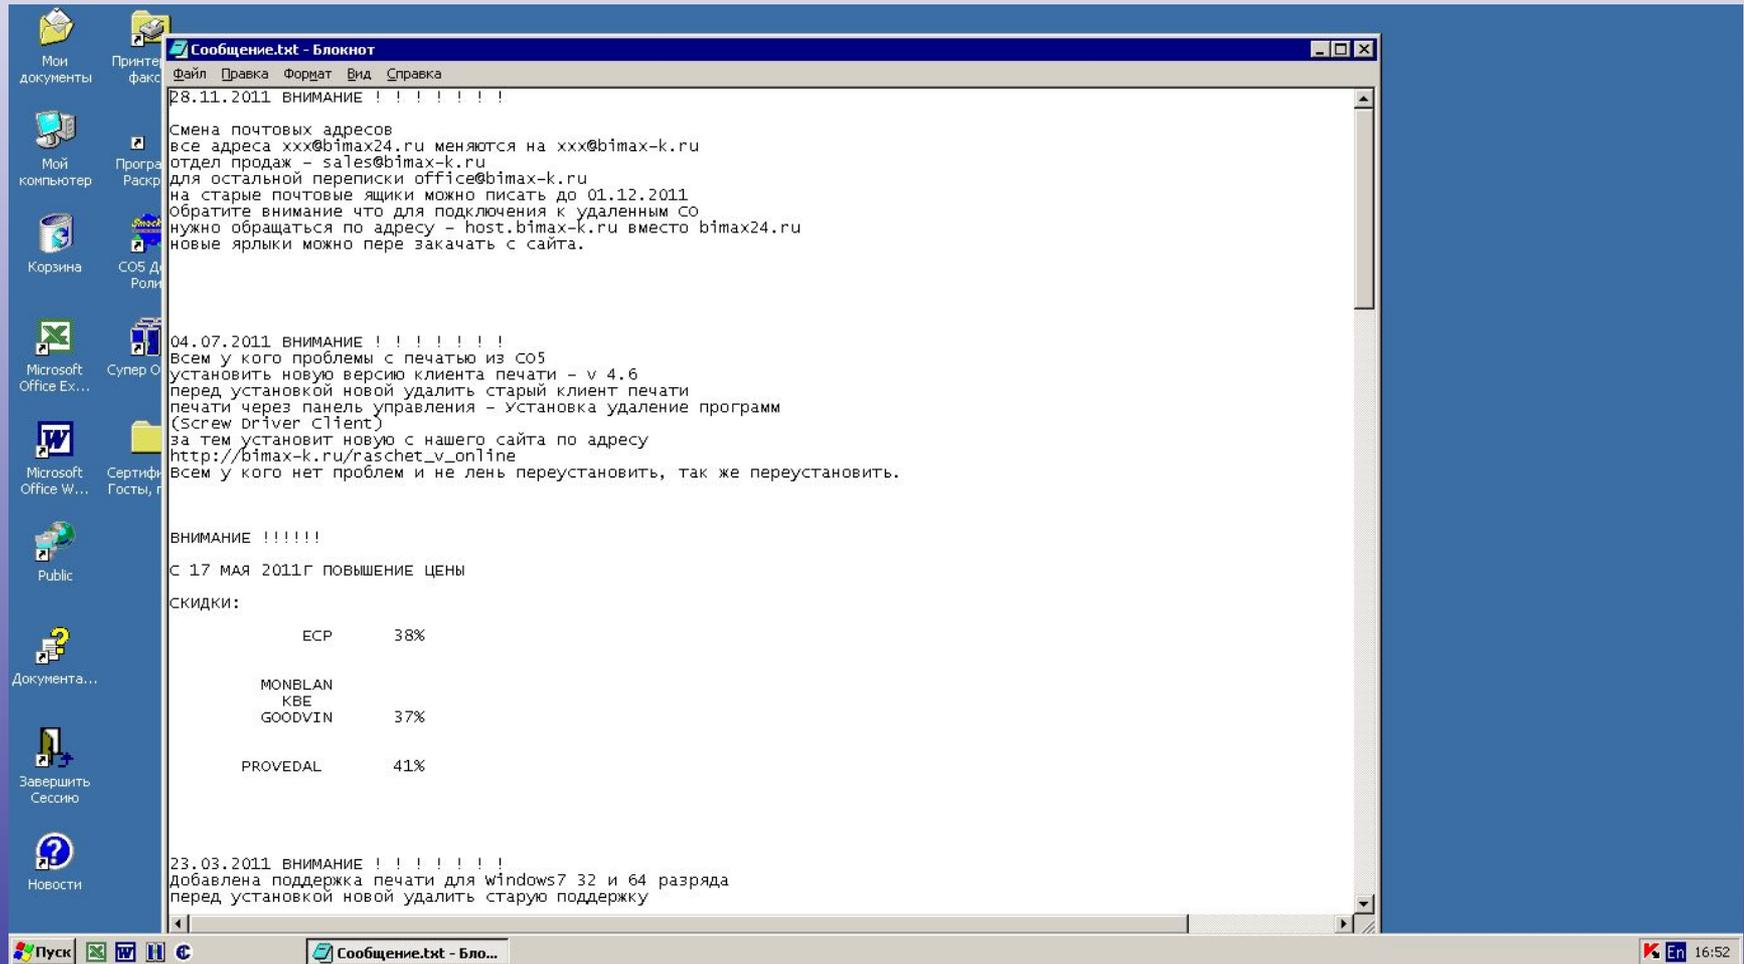 Мои документы
Принте
факс
Мой компьютер
Програ
Раскр
Корзина
СО5 Д
Роли
Microsoft Office Ex...
Супер О
Microsoft Office W...
Сертиф
Госты, г
Public
Документа...
Завершить Сессию
Новости
Сообщение.txt - Блокнот
Файл Правка Формат Вид Справка
28.11.2011 ВНИМАНИЕ ! ! ! ! ! ! !
Смена почтовых адресов
все адреса xxx@bimax24.ru меняются на xxx@bimax-k.ru
отдел продаж – sales@bimax-k.ru
для остальной переписки office@bimax-k.ru
на старые почтовые ящики можно писать до 01.12.2011
Обратите внимание что для подключения к удаленным СО
нужно обращаться по адресу – host.bimax-k.ru вместо bimax24.ru
новые ярлыки можно пере закачать с сайта.
04.07.2011 ВНИМАНИЕ ! ! ! ! ! ! !
Всем у кого проблемы с печатью из СО5
установить новую версию клиента печати – v 4.6
перед установкой новой удалить старый клиент печати
печати через панель управления – Установка удаление программ
(Screw Driver Client)
за тем установит новую с нашего сайта по адресу
http://bimax-k.ru/raschet_v_online
Всем у кого нет проблем и не лень переустановить, так же переустановить.
ВНИМАНИЕ !!!!!!
С 17 МАЯ 2011Г ПОВЫШЕНИЕ ЦЕНЫ
СКИДКИ:
ECP 38%
MONBLAN
KBE
GOODVIN 37%
PROVEDAL 41%
23.03.2011 ВНИМАНИЕ ! ! ! ! ! ! !
Добавлена поддержка печати для Windows7 32 и 64 разряда
перед установкой новой удалить старую поддержку
Пуск
Сообщение.txt - Бло...
En 16:52